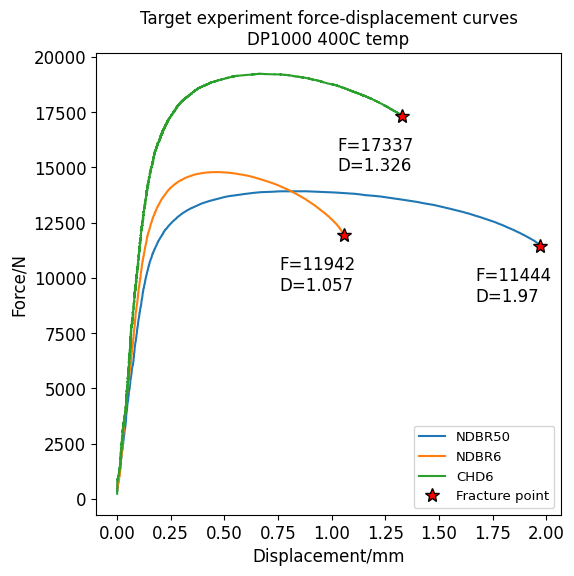 Target experiment force-displacement curves
DP1000 400C temp
Force/N
20000
17500
15000
12500
10000
7500
5000
2500
0
F=17337
D=1.326
F=11942
D=1.057
F=11444
D=1.97
NDBR50
NDBR6
CHD6
Fracture point
0.00 0.25 0.50 0.75 1.00 1.25 1.50 1.75 2.00
Displacement/mm